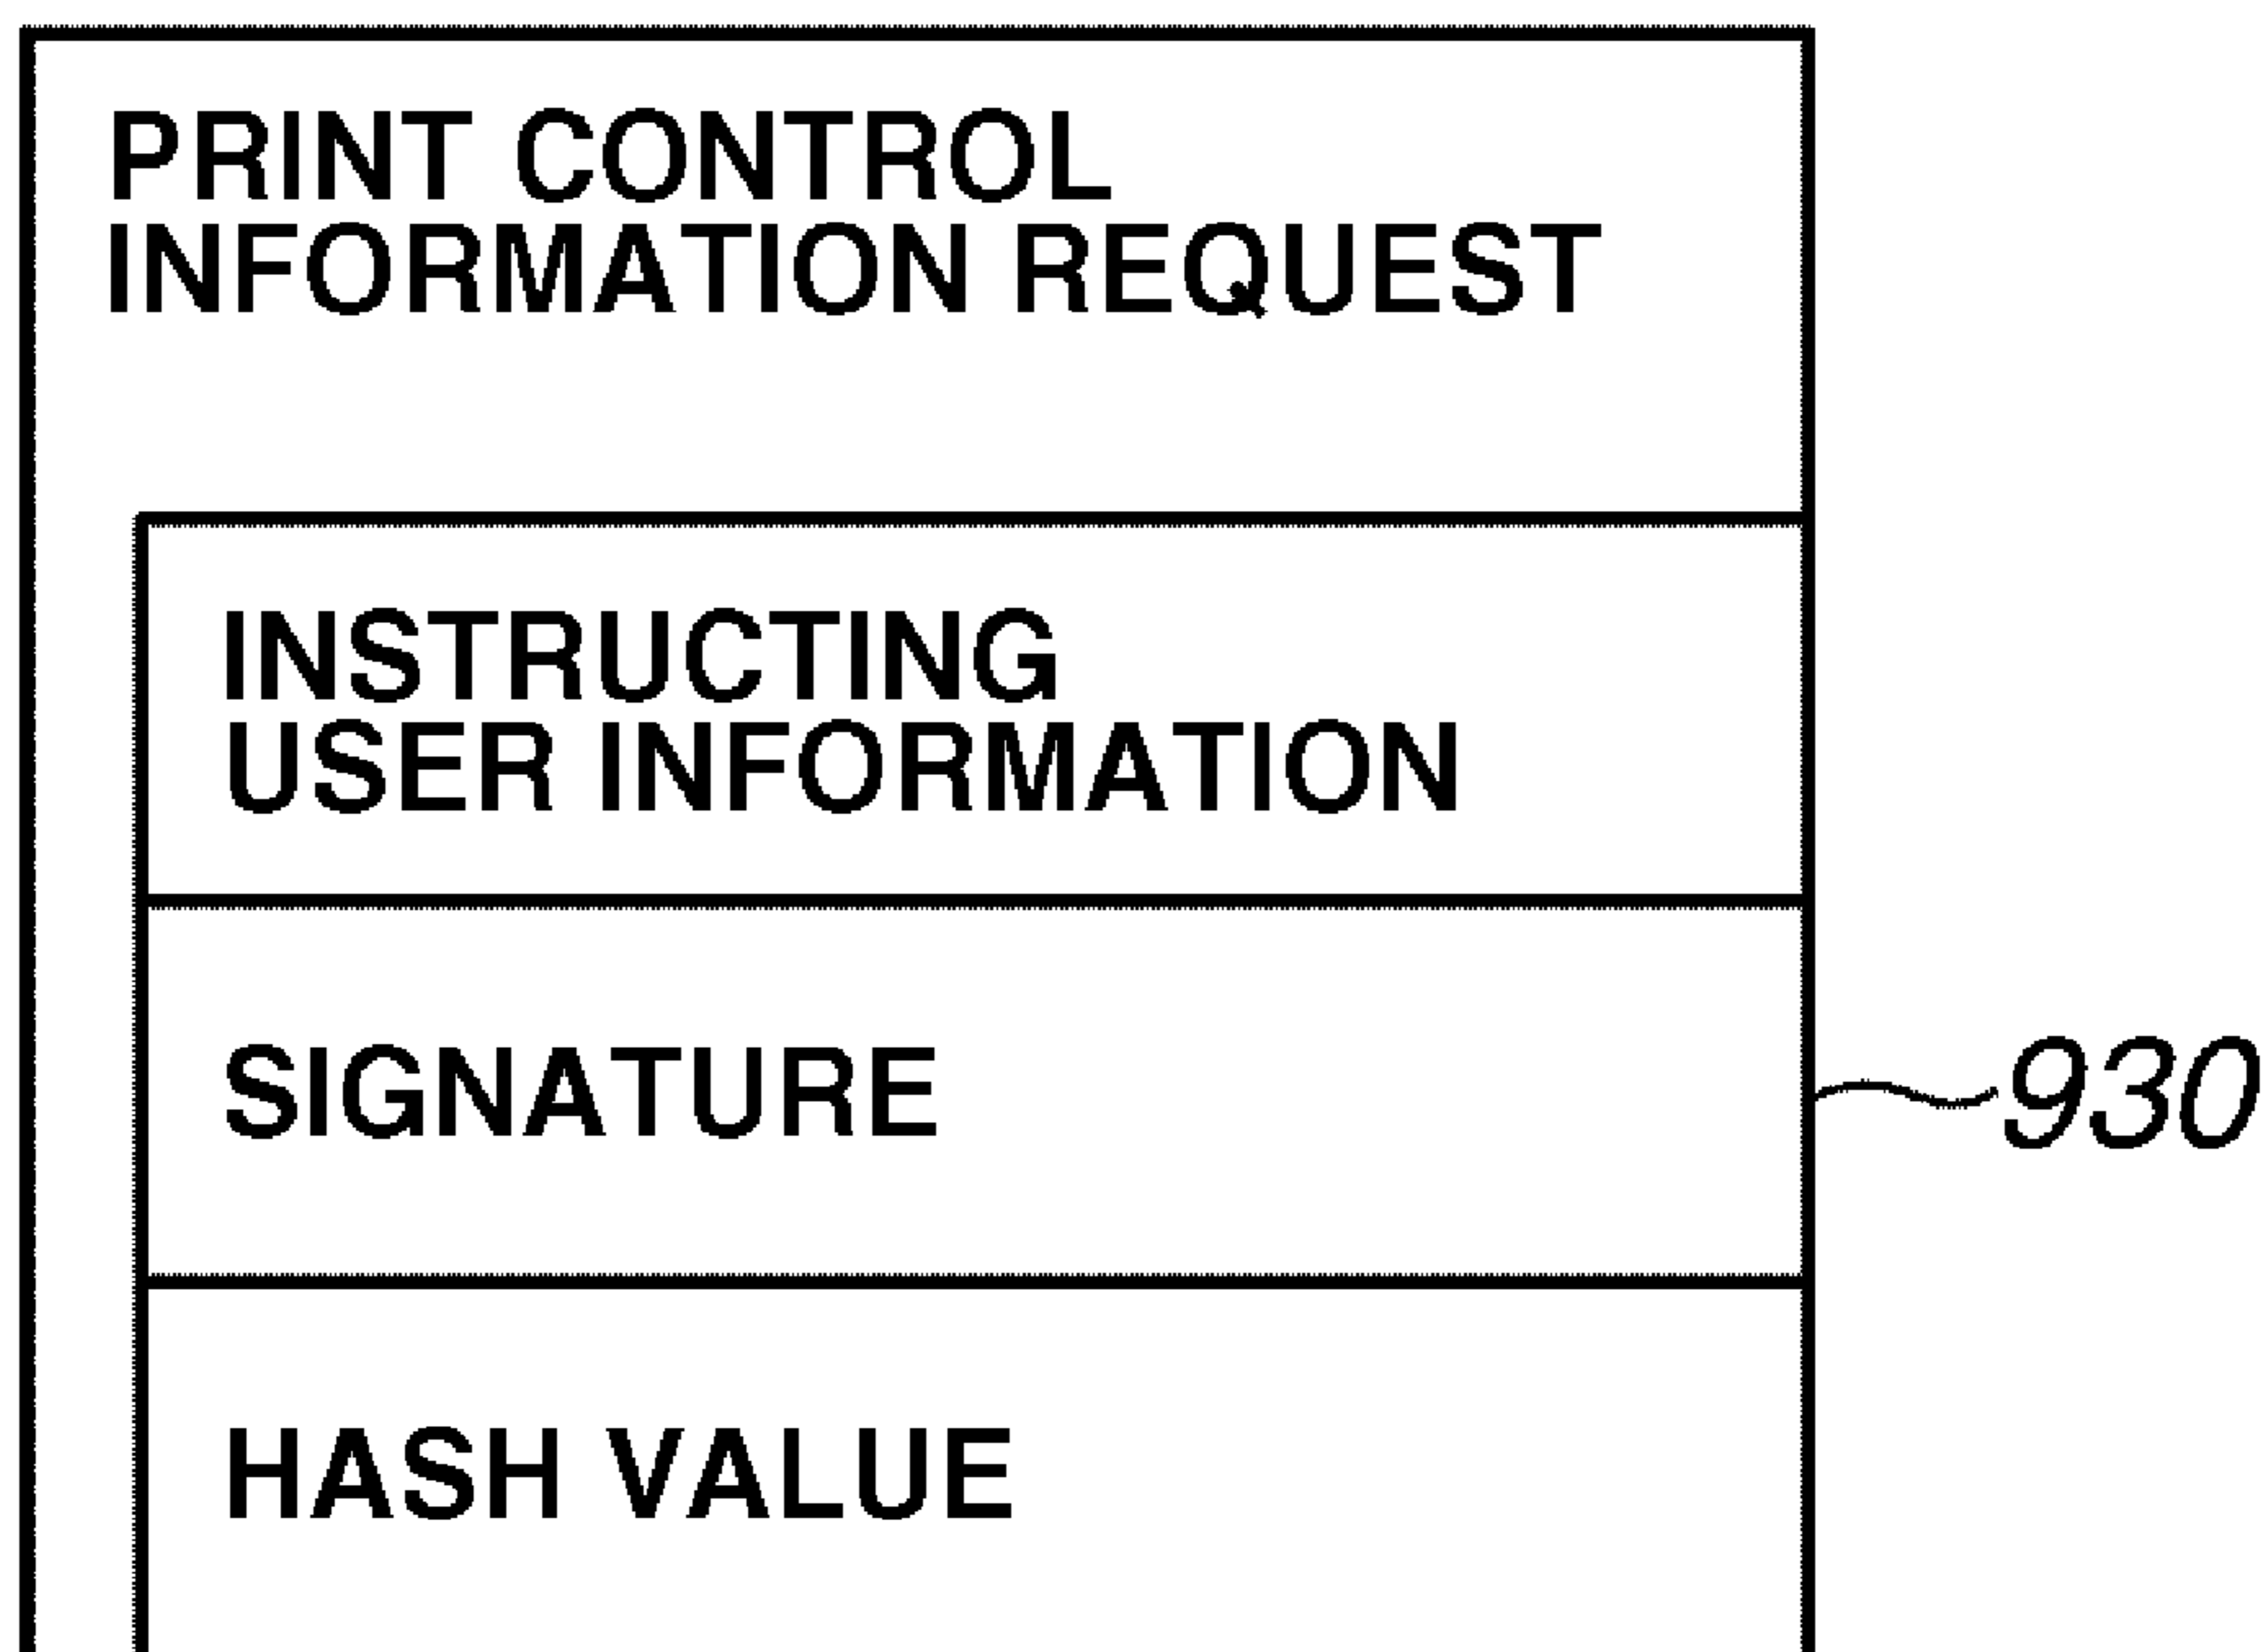 PRINT CONTROL
INFORMATION REQUEST
INSTRUCTING
USER INFORMATION
SIGNATURE
930
HASH VALUE